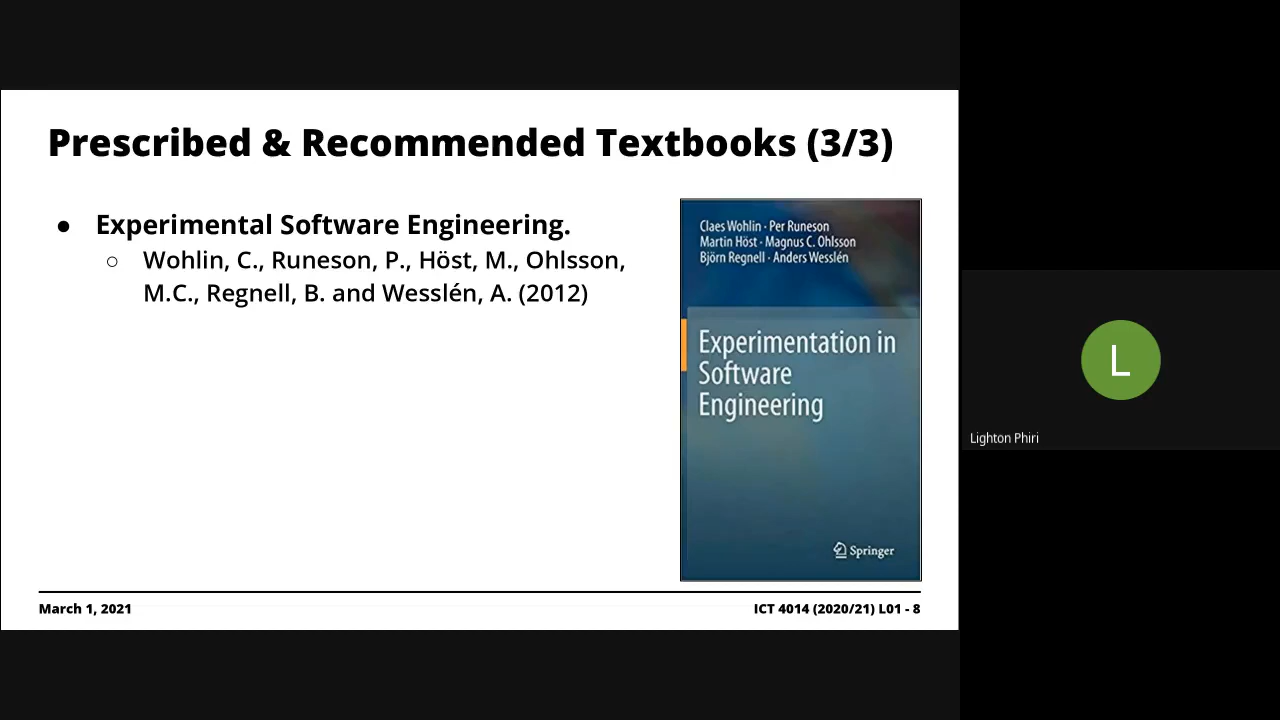 Prescribed & Recommended Textbooks (3/3)
● Experimental Software Engineering.
○ Wohlin, C., Runeson, P., Höst, M., Ohlsson,
M.C., Regnell, B. and Wesslén, A. (2012)
Claes Wohlin · Per Runeson
Martin Höst · Magnus C. Ohlsson
Björn Regnell · Anders Wesslén
Experimentation in
Software
Engineering
Springer
March 1, 2021
ICT 4014 (2020/21) L01 - 8
L
Lighton Phiri